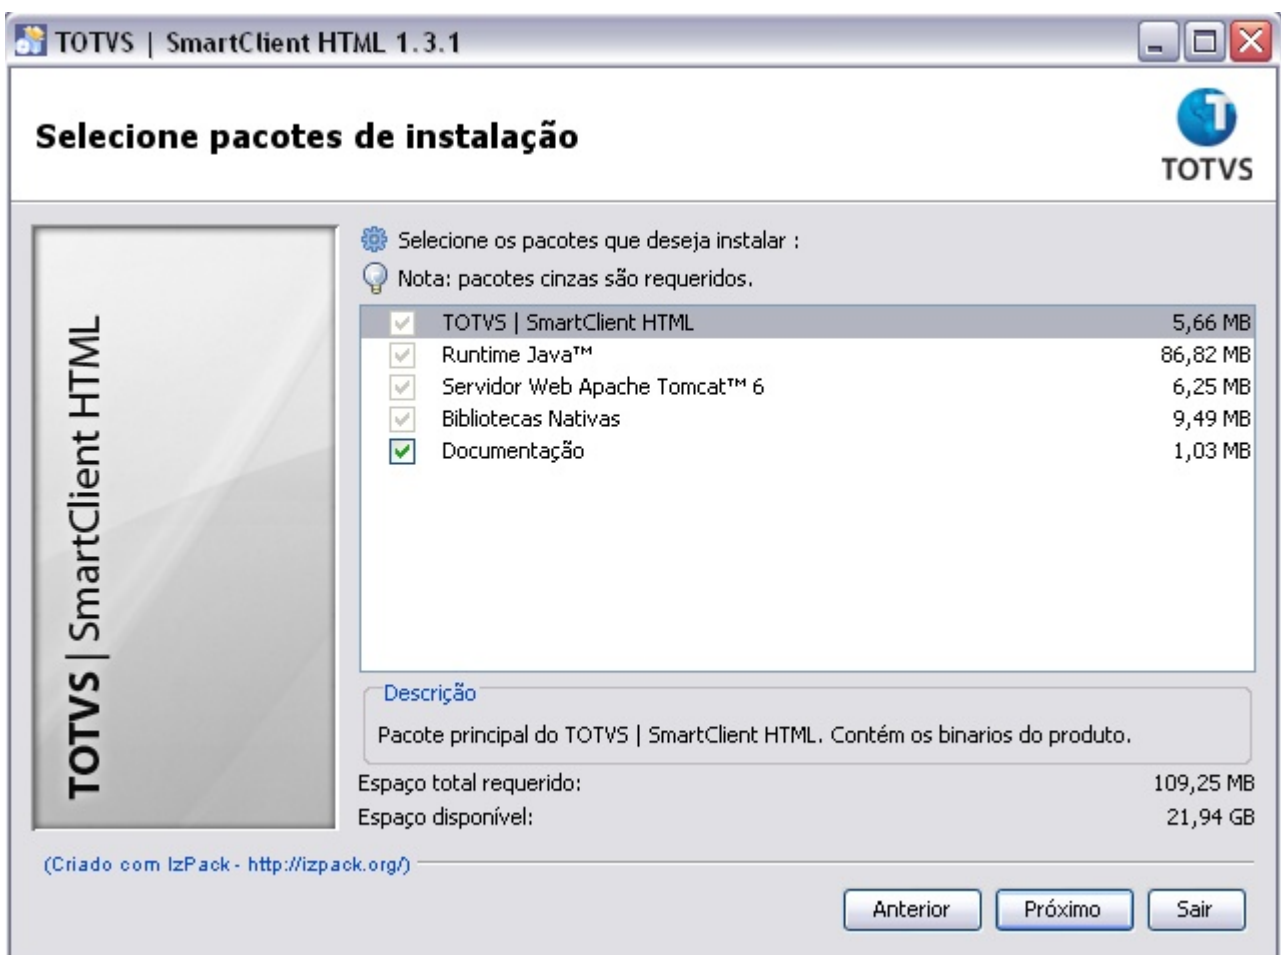 TOTVS | SmartClient HTML 1.3.1
Selecione pacotes de instalação
TOTVS
TOTVS | SmartClient HTML
Selecione os pacotes que deseja instalar :
Nota: pacotes cinzas são requeridos.
TOTVS | SmartClient HTML 5,66 MB
Runtime Java™ 86,82 MB
Servidor Web Apache Tomcat™ 6 6,25 MB
Bibliotecas Nativas 9,49 MB
Documentação 1,03 MB
Descrição
Pacote principal do TOTVS | SmartClient HTML. Contém os binarios do produto.
Espaço total requerido: 109,25 MB
Espaço disponível: 21,94 GB
(Criado com IzPack - http://izpack.org/)
Anterior Próximo Sair